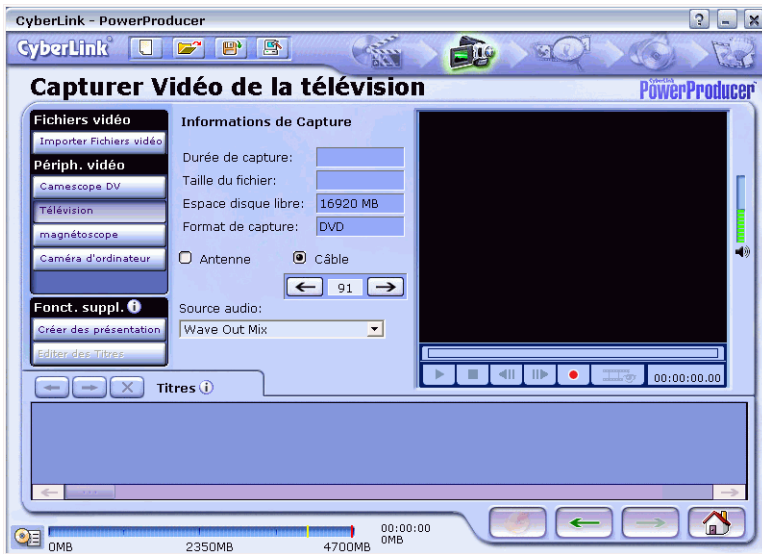 CyberLink - PowerProducer
CyberLink
Capturer Vidéo de la télévision
CyberLink
PowerProducer
Fichiers vidéo
Importer Fichiers vidéo
Périph. vidéo
Camescope DV
Télévision
magnétoscope
Caméra d'ordinateur
Fonct. suppl.
Créer des présentation
Editer des Titres
Informations de Capture
Durée de capture:
Taille du fichier:
Espace disque libre: 16920 MB
Format de capture: DVD
Antenne Câble
91
Source audio:
Wave Out Mix
00:00:00.00
Titres
00:00:00
0MB
0MB 2350MB 4700MB